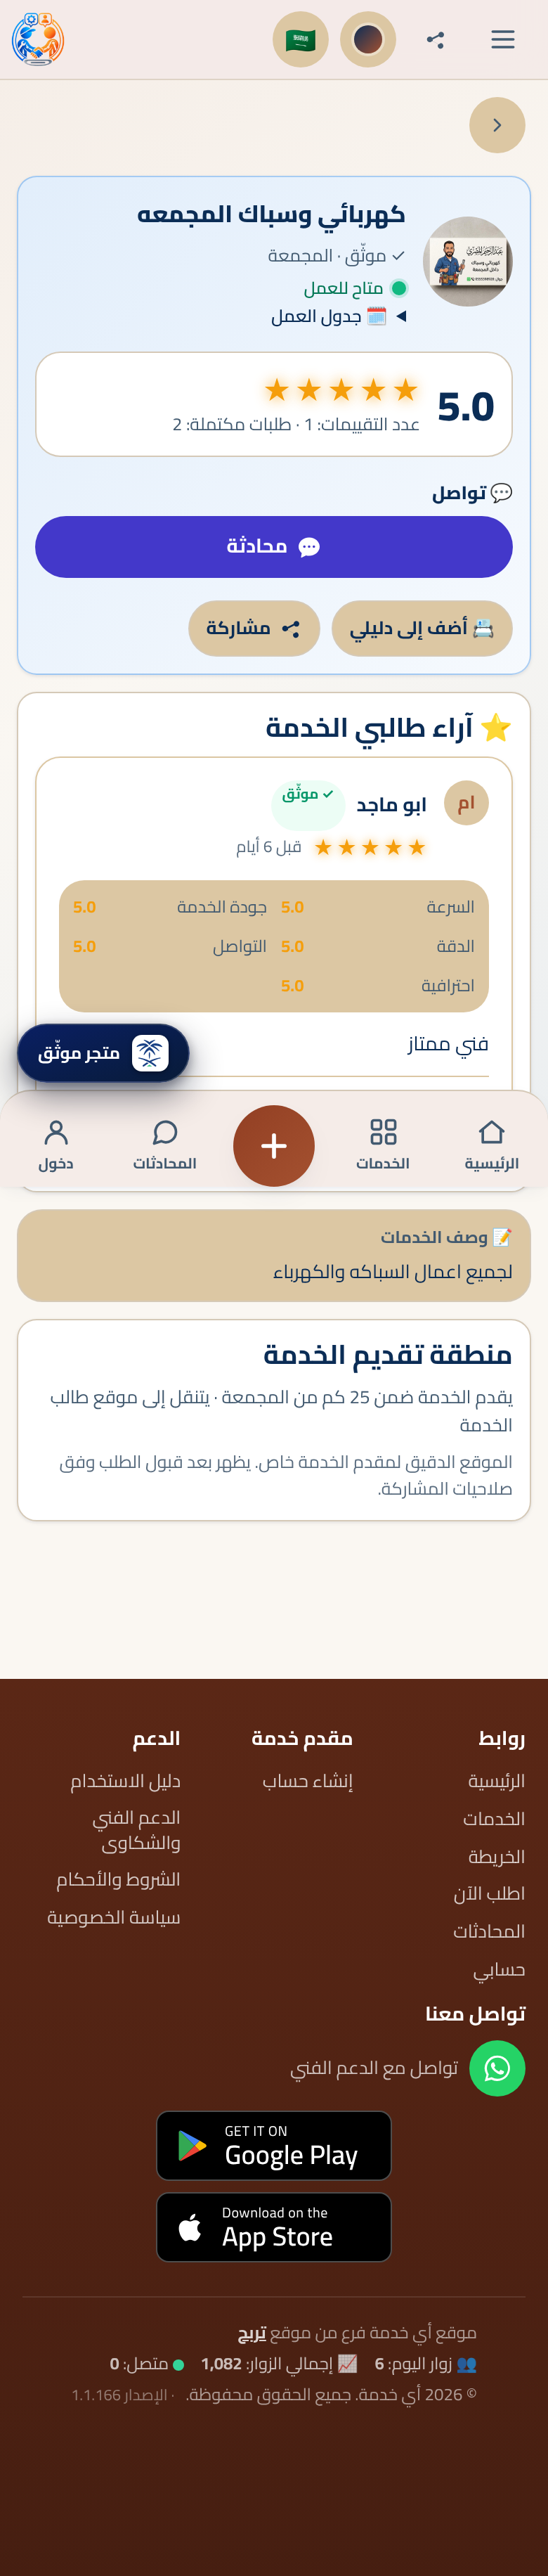 كهربائي وسباك المجمعه
✓ موثّق · المجمعة
متاح للعمل
◀ 🗓️ جدول العمل
5.0
★★★★★
عدد التقييمات: 1 · طلبات مكتملة: 2
💬 تواصل
محادثة
📇 أضف إلى دليلي
مشاركة
⭐ آراء طالبي الخدمة
ام
ابو ماجد
✓ موثّق
★★★★★ قبل 6 أيام
السرعة 5.0 جودة الخدمة 5.0
الدقة 5.0 التواصل 5.0
احترافية 5.0
فني ممتاز
متجر موثّق
الرئيسية
الخدمات
المحادثات
دخول
📝 وصف الخدمات
لجميع اعمال السباكه والكهرباء
منطقة تقديم الخدمة
يقدم الخدمة ضمن 25 كم من المجمعة · يتنقل إلى موقع طالب
الخدمة
الموقع الدقيق لمقدم الخدمة خاص. يظهر بعد قبول الطلب وفق
صلاحيات المشاركة.
روابط
الرئيسية
الخدمات
الخريطة
اطلب الآن
المحادثات
حسابي
مقدم خدمة
إنشاء حساب
الدعم
دليل الاستخدام
الدعم الفني
والشكاوى
الشروط والأحكام
سياسة الخصوصية
تواصل معنا
تواصل مع الدعم الفني
GET IT ON
Google Play
Download on the
App Store
موقع أي خدمة فرع من موقع تربح
👥 زوار اليوم: 6 📈 إجمالي الزوار: 1,082 متصل: 0
© 2026 أي خدمة. جميع الحقوق محفوظة. · الإصدار 1.1.166